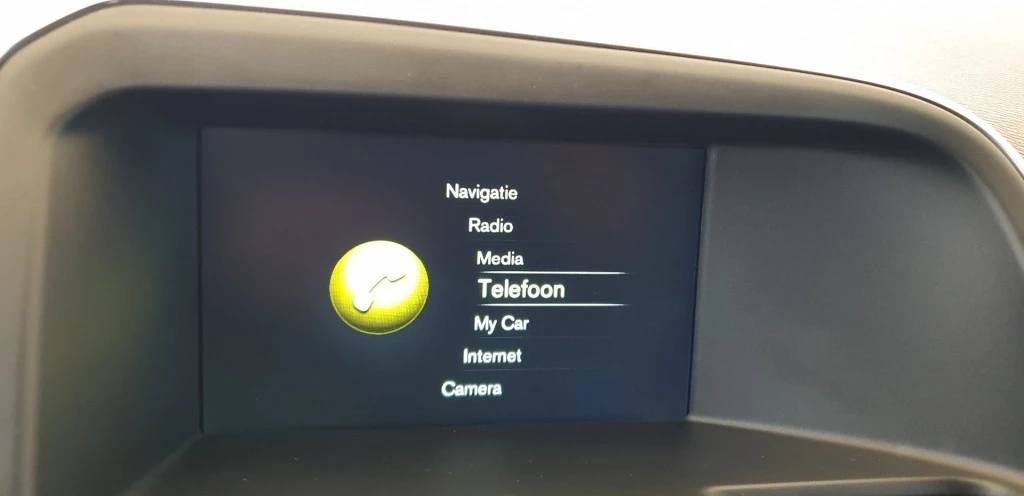 Navigatie
Radio
Media
Telefoon
My Car
Internet
Camera